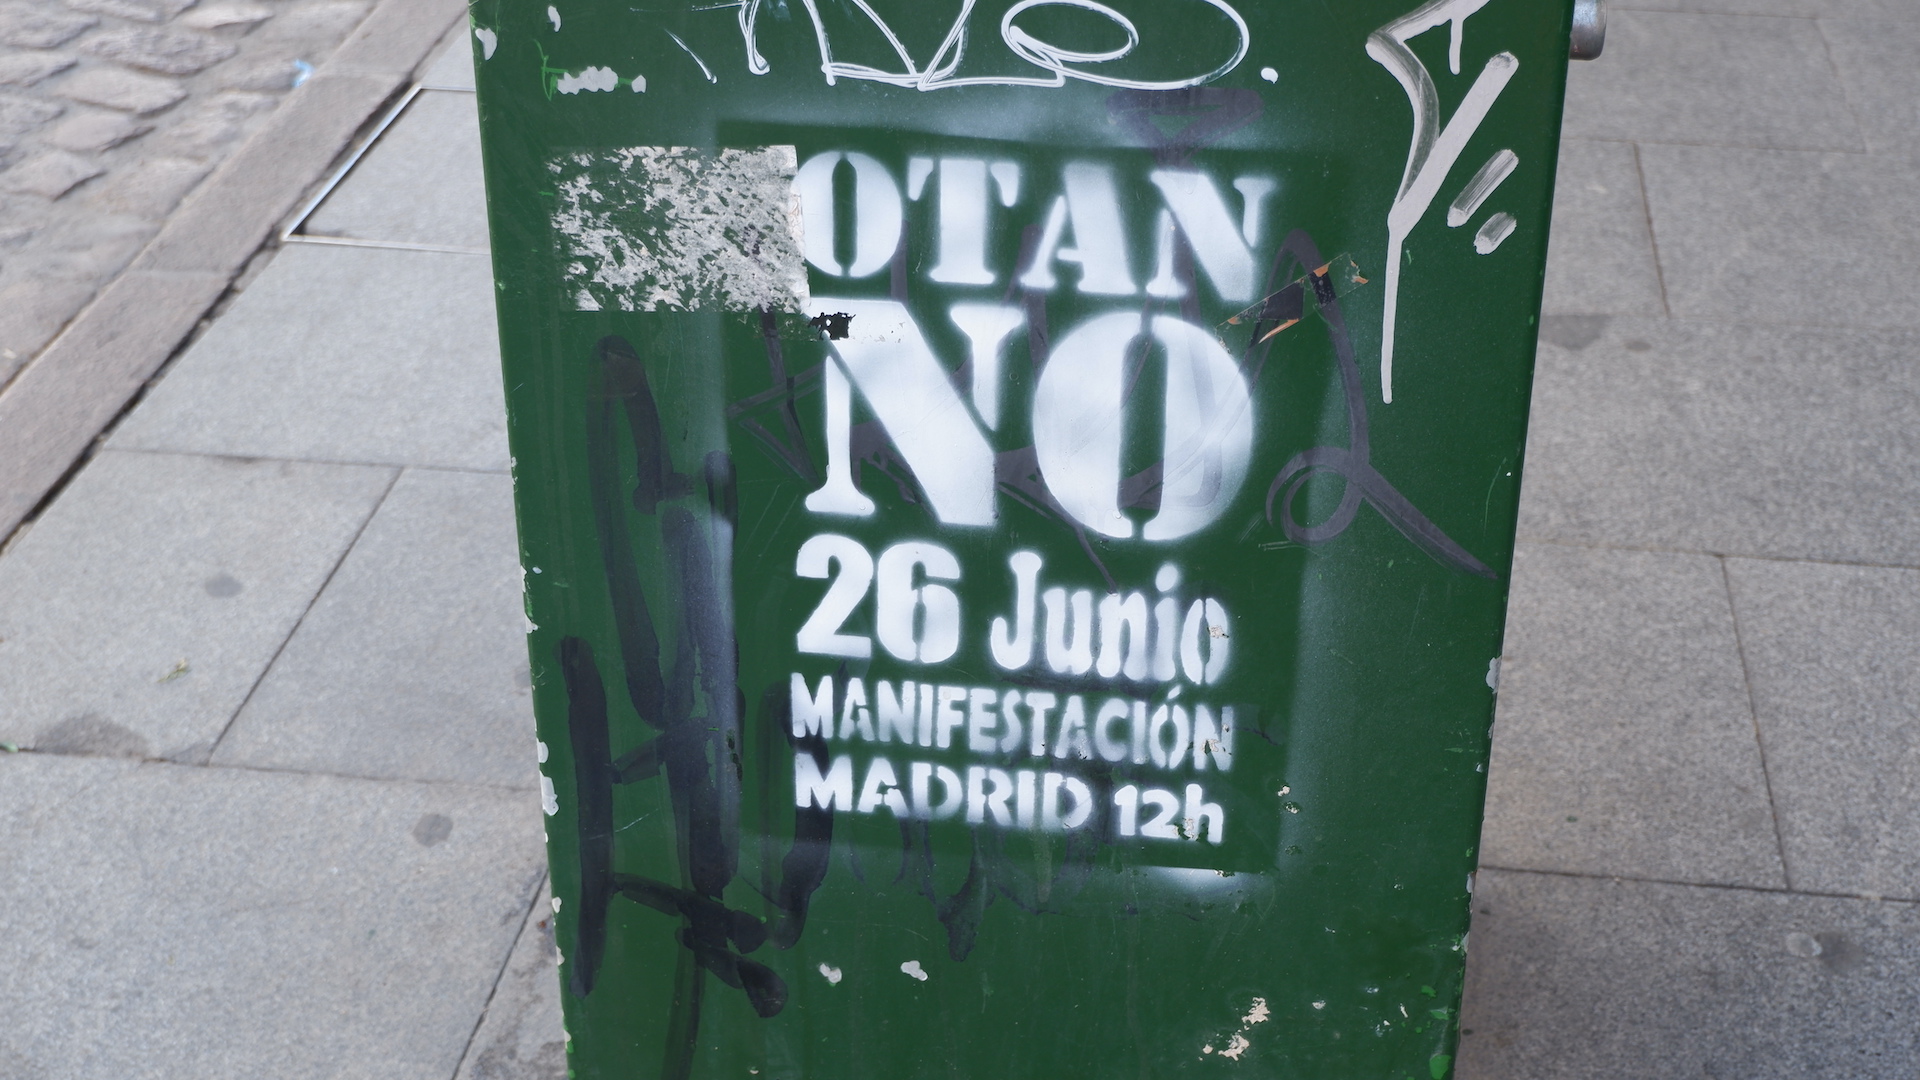 OTAN
NO
26 Junio
MANIFESTACIÓN
MADRID 12h